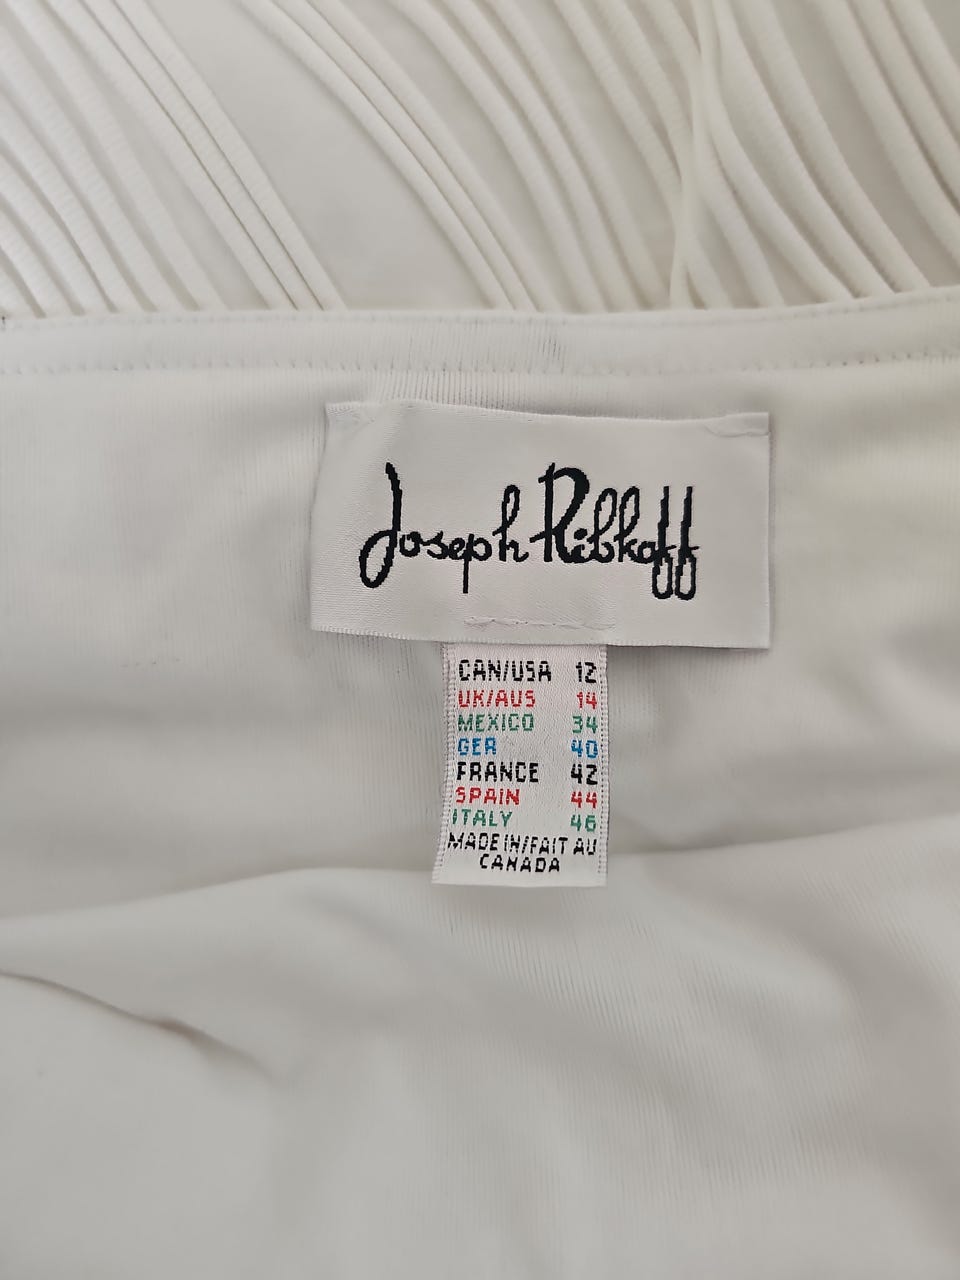 Joseph Ribkoff
CAN/USA 12
UK/AUS 14
MEXICO 34
GER 40
FRANCE 42
SPAIN 44
ITALY 46
MADE IN/FAIT AU
CANADA